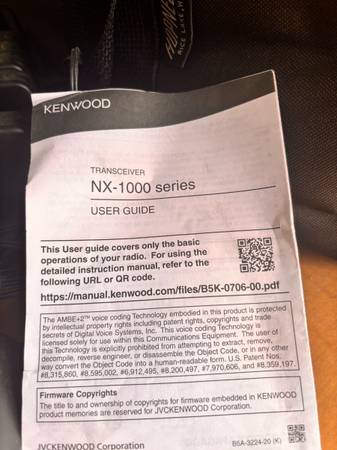 KENWOOD
TRANSCEIVER
NX-1000 series
USER GUIDE
This User guide covers only the basic
operations of your radio. For using the
detailed instruction manual, refer to the
following URL or QR code.
https://manual.kenwood.com/files/B5K-0706-00.pdf
The AMBE+2™ voice coding Technology embodied in this product is protected
by intellectual property rights including patent rights, copyrights and trade
secrets of Digital Voice Systems, Inc. This voice coding Technology is
licensed solely for use within this Communications Equipment. The user of
this Technology is explicitly prohibited from attempting to extract, remove,
decompile, reverse engineer, or disassemble the Object Code, or in any other
way convert the Object Code into a human-readable form. U.S. Patent Nos.
#8,315,860, #8,595,002, #6,912,495, #8,200,497, #7,970,606, and #8,359,197.
Firmware Copyrights
The title to and ownership of copyrights for firmware embedded in KENWOOD
product memories are reserved for JVCKENWOOD Corporation.
JVCKENWOOD Corporation
B5A-3224-20 (K)